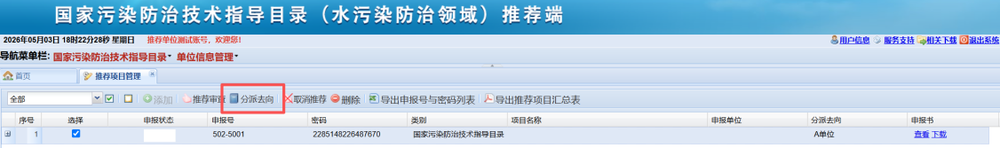 国家污染防治技术指导目录（水污染防治领域）推荐端
2026年05月03日 18时22分28秒 星期日 推荐单位测试账号，欢迎您！ 用户信息 服务支持 相关下载 退出系统
导航菜单栏: 国家污染防治技术指导目录 单位信息管理
首页 推荐项目管理
全部 添加 推荐审查 分派去向 取消推荐 删除 导出申报号与密码列表 导出推荐项目汇总表
序号 选择 申报状态 申报号 密码 类别 项目名称 申报单位 分派去向 申报书
1 502-5001 2285148226487670 国家污染防治技术指导目录 A单位 查看 下载